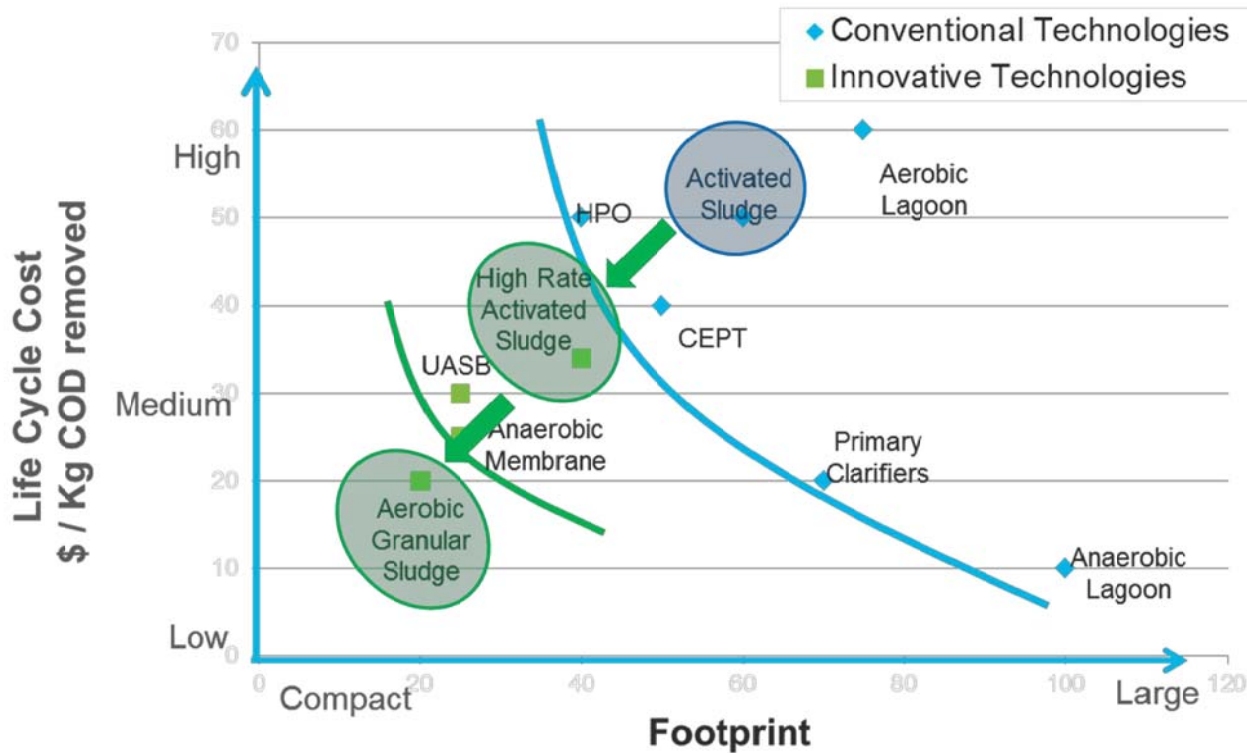 Conventional Technologies
Innovative Technologies
70
60
50
40
30
20
10
0
High
Medium
Low
Life Cycle Cost
$ / Kg COD removed
Activated
Sludge
Aerobic
Lagoon
HPO
High Rate
Activated
Sludge
CEPT
UASB
Anaerobic
Membrane
Primary
Clarifiers
Aerobic
Granular
Sludge
Anaerobic
Lagoon
0
20
40
60
80
100
120
Compact
Large
Footprint